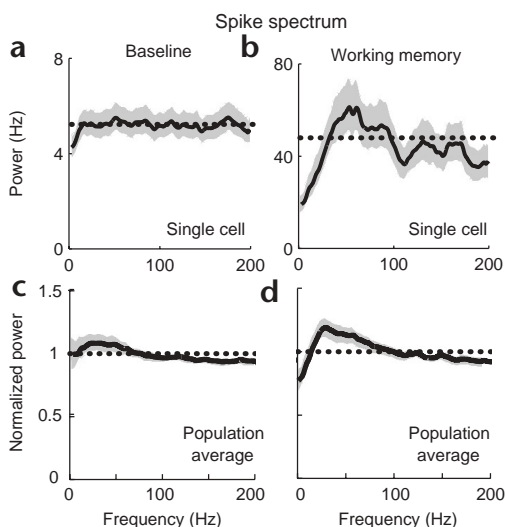 Spike spectrum
a Baseline
b Working memory
8
4
0
Power (Hz)
Single cell
0 100 200
80
40
0
Single cell
0 100 200
c
1.5
1
0.5
0
Normalized power
Population
average
0 100 200
Frequency (Hz)
d
Population
average
0 100 200
Frequency (Hz)